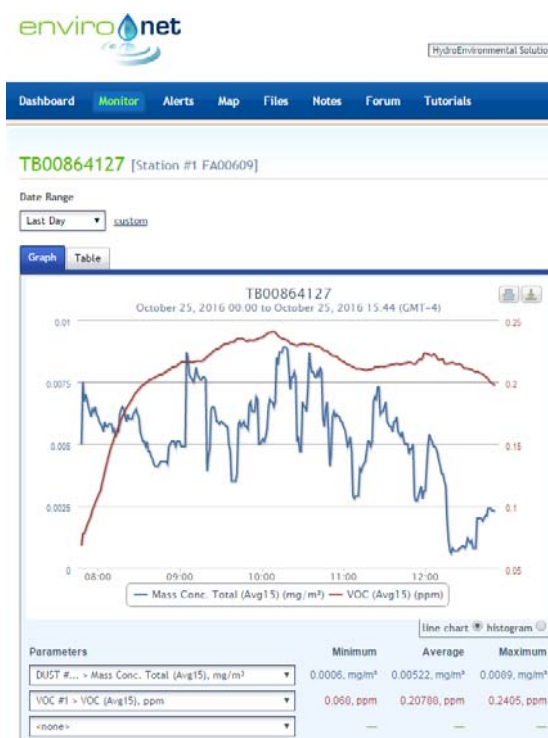 environet
HydroEnvironmental Solutio
Dashboard Monitor Alerts Map Files Notes Forum Tutorials
TB00864127 [Station #1 FA00609]
Date Range
Last Day custom
Graph Table
TB00864127
October 25, 2016 00:00 to October 25, 2016 15:44 (GMT-4)
0.01 0.25
0.0075 0.2
0.005 0.15
0.0025 0.1
0 0.05
08:00 09:00 10:00 11:00 12:00
Mass Conc. Total (Avg15) (mg/m³) VOC (Avg15) (ppm)
line chart histogram
Parameters Minimum Average Maximum
DUST #... > Mass Conc. Total (Avg15), mg/m³ 0.0006, mg/m³ 0.00522, mg/m³ 0.0089, mg/m³
VOC #1 > VOC (Avg15), ppm 0.068, ppm 0.20788, ppm 0.2405, ppm
<none> — — —